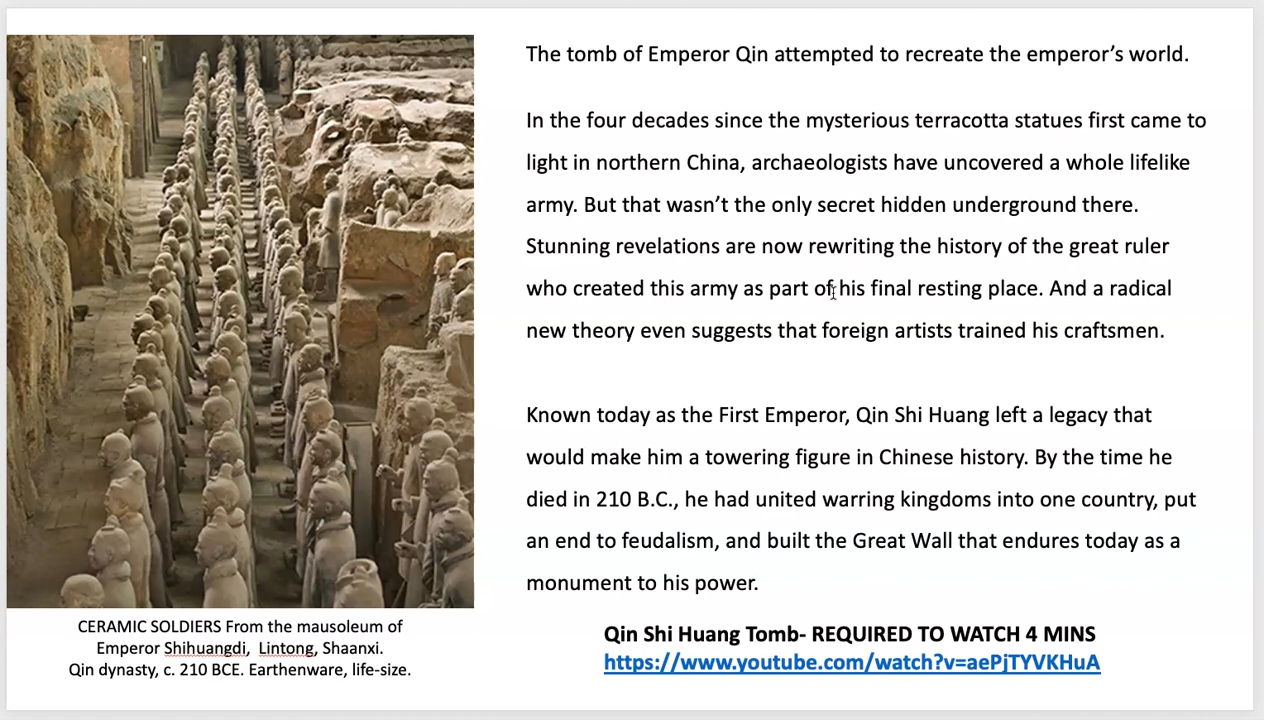 The tomb of Emperor Qin attempted to recreate the emperor’s world.
In the four decades since the mysterious terracotta statues first came to
light in northern China, archaeologists have uncovered a whole lifelike
army. But that wasn’t the only secret hidden underground there.
Stunning revelations are now rewriting the history of the great ruler
who created this army as part of his final resting place. And a radical
new theory even suggests that foreign artists trained his craftsmen.
Known today as the First Emperor, Qin Shi Huang left a legacy that
would make him a towering figure in Chinese history. By the time he
died in 210 B.C., he had united warring kingdoms into one country, put
an end to feudalism, and built the Great Wall that endures today as a
monument to his power.
CERAMIC SOLDIERS From the mausoleum of
Emperor Shihuangdi, Lintong, Shaanxi.
Qin dynasty, c. 210 BCE. Earthenware, life-size.
Qin Shi Huang Tomb- REQUIRED TO WATCH 4 MINS
https://www.youtube.com/watch?v=aePjTYVKHuA